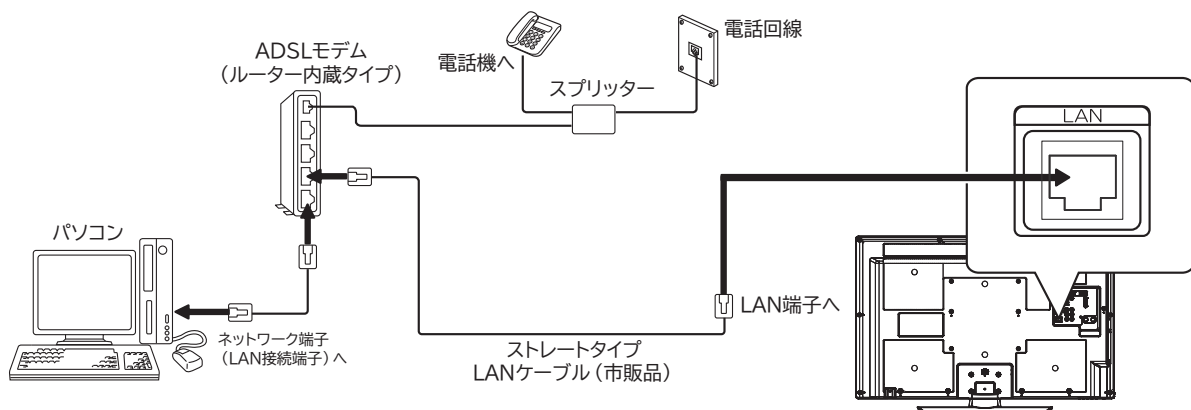 電話回線
ADSLモデム
（ルーター内蔵タイプ）
電話機へ
スプリッター
LAN
パソコン
LAN端子へ
ネットワーク端子
（LAN接続端子）へ
ストレートタイプ
LANケーブル（市販品）